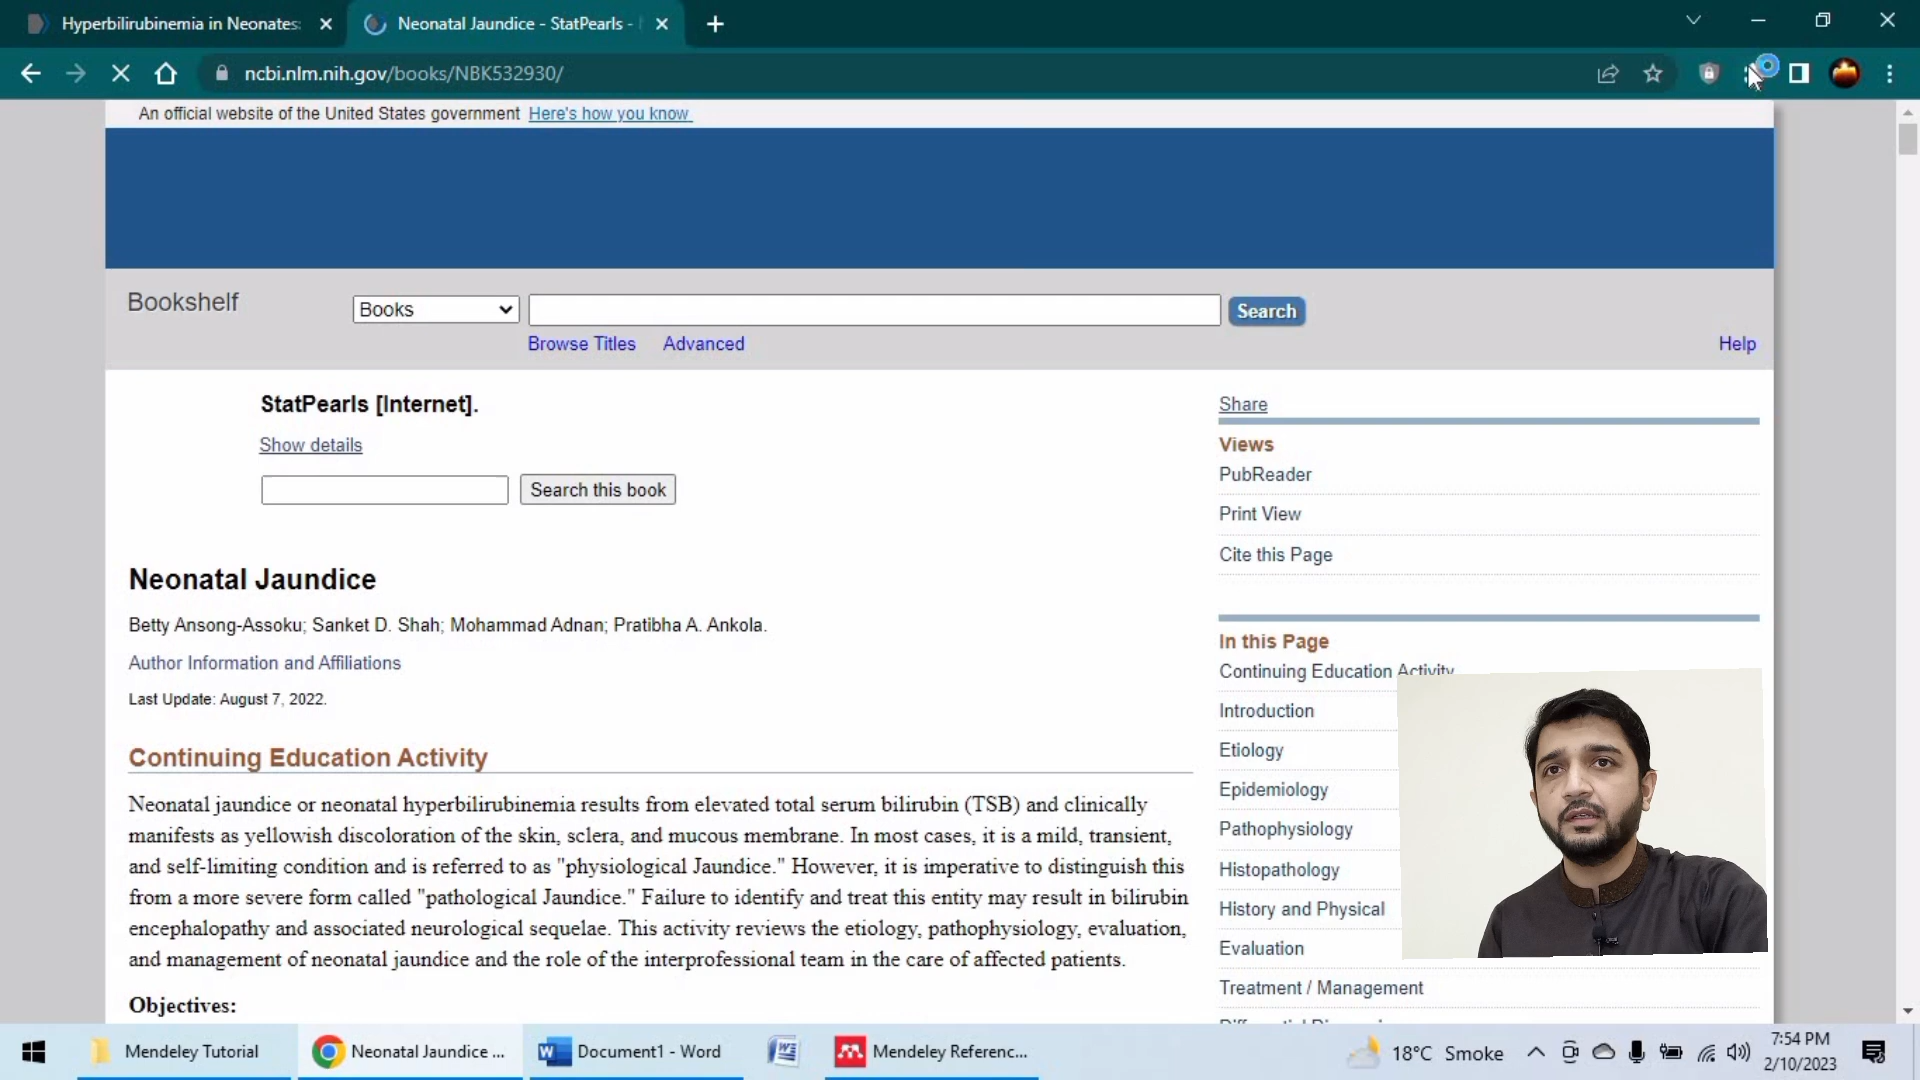 Hyperbilirubinemia in Neonates:
Neonatal Jaundice - StatPearls -
ncbi.nlm.nih.gov/books/NBK532930/
An official website of the United States government Here's how you know
Bookshelf
Books
Search
Browse Titles
Advanced
Help
StatPearls [Internet].
Show details
Search this book
Neonatal Jaundice
Betty Ansong-Assoku; Sanket D. Shah; Mohammad Adnan; Pratibha A. Ankola.
Author Information and Affiliations
Last Update: August 7, 2022.
Continuing Education Activity
Neonatal jaundice or neonatal hyperbilirubinemia results from elevated total serum bilirubin (TSB) and clinically
manifests as yellowish discoloration of the skin, sclera, and mucous membrane. In most cases, it is a mild, transient,
and self-limiting condition and is referred to as "physiological Jaundice." However, it is imperative to distinguish this
from a more severe form called "pathological Jaundice." Failure to identify and treat this entity may result in bilirubin
encephalopathy and associated neurological sequelae. This activity reviews the etiology, pathophysiology, evaluation,
and management of neonatal jaundice and the role of the interprofessional team in the care of affected patients.
Objectives:
Share
Views
PubReader
Print View
Cite this Page
In this Page
Continuing Education Activity
Introduction
Etiology
Epidemiology
Pathophysiology
Histopathology
History and Physical
Evaluation
Treatment / Management
Mendeley Tutorial
Neonatal Jaundice ...
Document1 - Word
Mendeley Referenc...
18°C Smoke
7:54 PM
2/10/2023